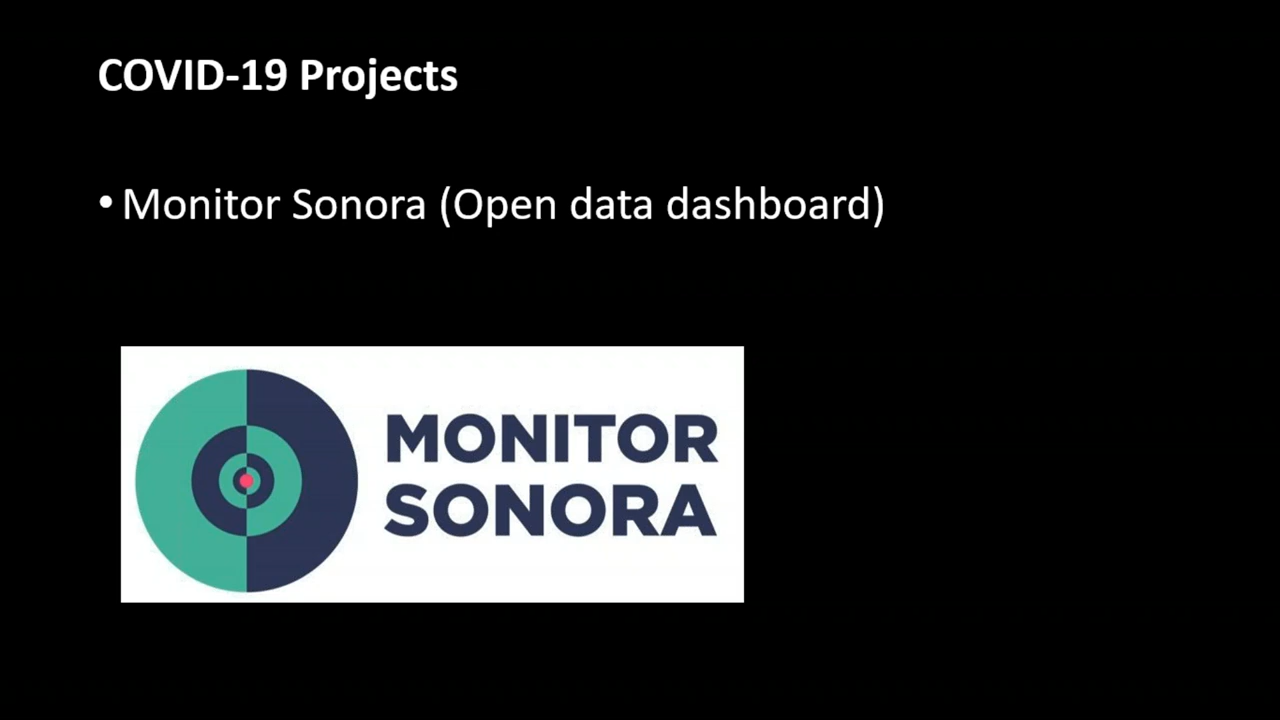 COVID-19 Projects
• Monitor Sonora (Open data dashboard)
MONITOR
SONORA